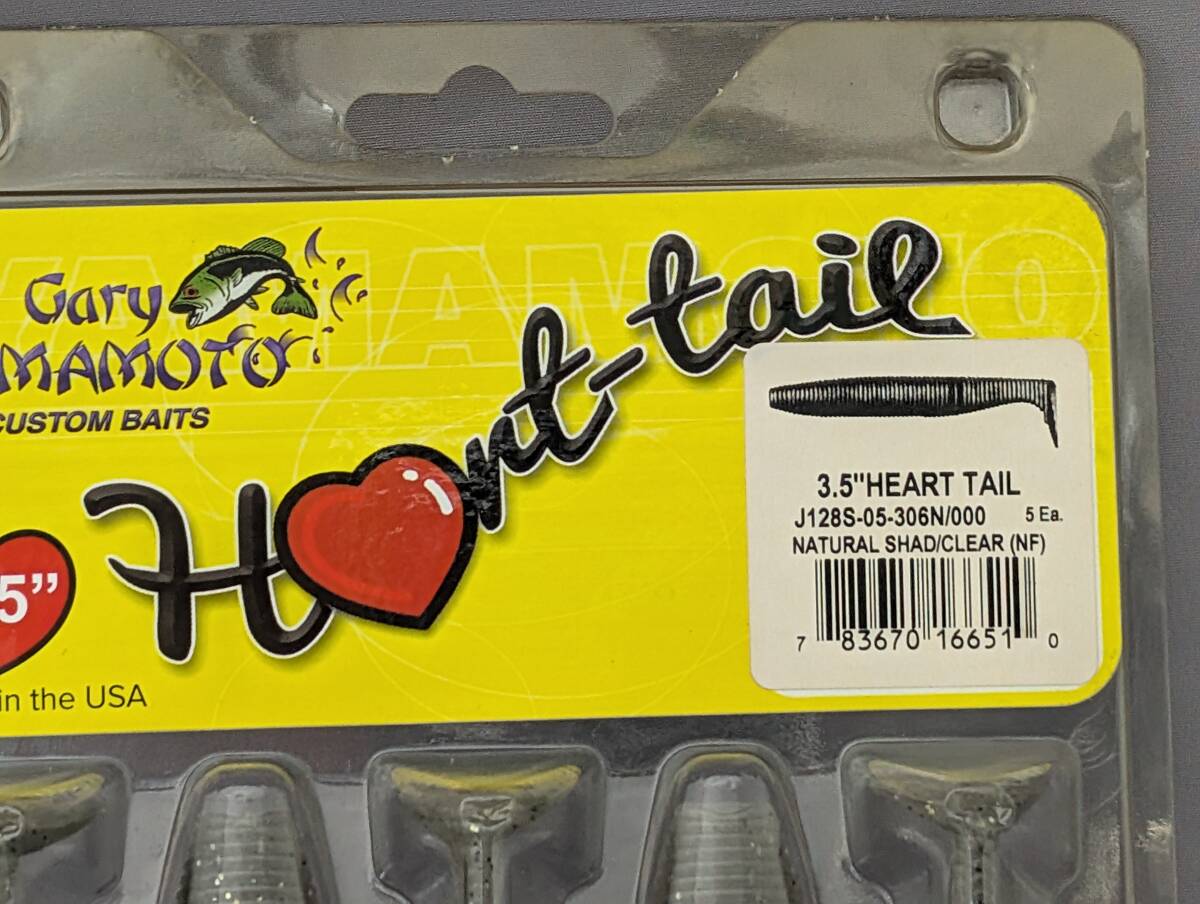 YAMAMOTO
Gary
MAMOTO
CUSTOM BAITS
Heart-tail
5”
in the USA
3.5"HEART TAIL
J128S-05-306N/000 5 Ea.
NATURAL SHAD/CLEAR (NF)
7 83670 16651 0